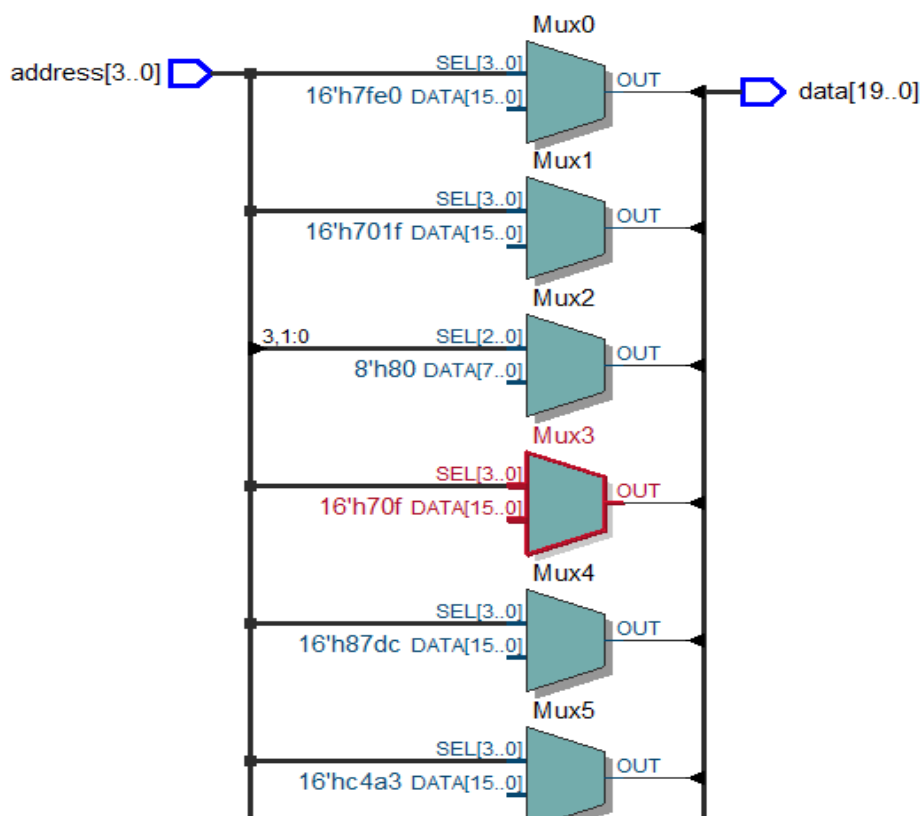 Mux0
address[3..0]
SEL[3..0]
16'h7fe0 DATA[15..0]
OUT
data[19..0]
Mux1
SEL[3..0]
16'h701f DATA[15..0]
OUT
Mux2
3,1:0
SEL[2..0]
8'h80 DATA[7..0]
OUT
Mux3
SEL[3..0]
16'h70f DATA[15..0]
OUT
Mux4
SEL[3..0]
16'h87dc DATA[15..0]
OUT
Mux5
SEL[3..0]
16'hc4a3 DATA[15..0]
OUT